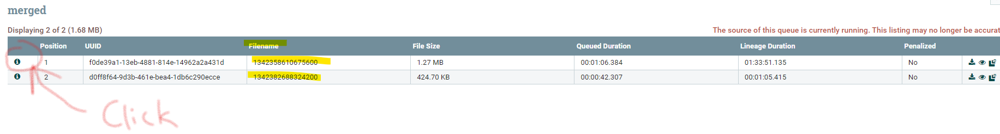 merged
Displaying 2 of 2 (1.68 MB) The source of this queue is currently running. This listing may no longer be accurat
Position UUID Filename File Size Queued Duration Lineage Duration Penalized
1 f0de39a1-13eb-4881-814e-14962a2a431d 1342358610675600 1.27 MB 00:01:06.384 01:33:51.135 No
2 d0ff8f64-9d3b-461e-bea4-1db6c290ecce 1342382688324200 424.70 KB 00:00:42.307 00:01:05.415 No
Click